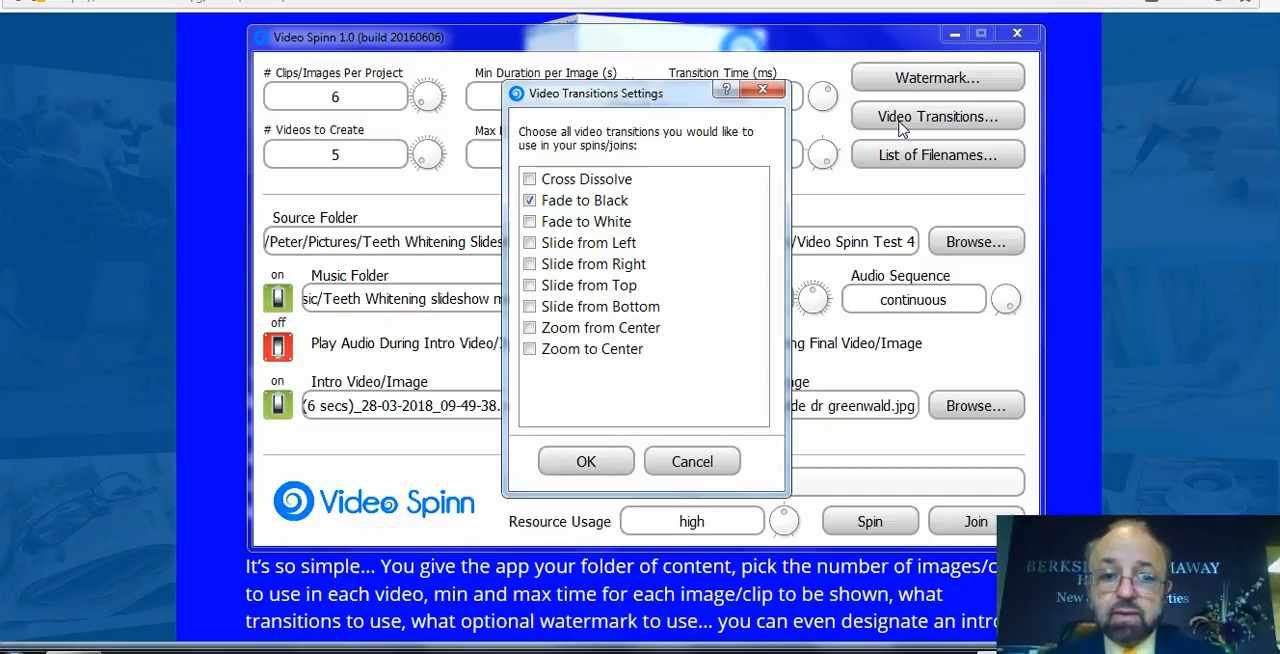 Video Spinn 1.0 (build 20160606)
# Clips/Images Per Project
Min Duration per Image (s)
Transition Time (ms)
6
Watermark...
Video Transitions Settings
Video Transitions...
# Videos to Create
Max
5
List of Filenames...
Choose all video transitions you would like to
use in your spins/joins:
Cross Dissolve
Fade to Black
Fade to White
Slide from Left
Slide from Right
Slide from Top
Slide from Bottom
Zoom from Center
Zoom to Center
OK
Cancel
Source Folder
/Peter/Pictures/Teeth Whitening Slides
/Video Spinn Test 4
Browse...
on
Music Folder
Audio Sequence
sic/Teeth Whitening slideshow m
continuous
off
Play Audio During Intro Video/
ng Final Video/Image
on
Intro Video/Image
age
(6 secs)_28-03-2018_09-49-38.
de dr greenwald.jpg
Browse...
Video Spinn
Resource Usage
high
Spin
Join
It's so simple... You give the app your folder of content, pick the number of images/c
to use in each video, min and max time for each image/clip to be shown, what
transitions to use, what optional watermark to use... you can even designate an intro
BERKS
AWAY
H
New
rties